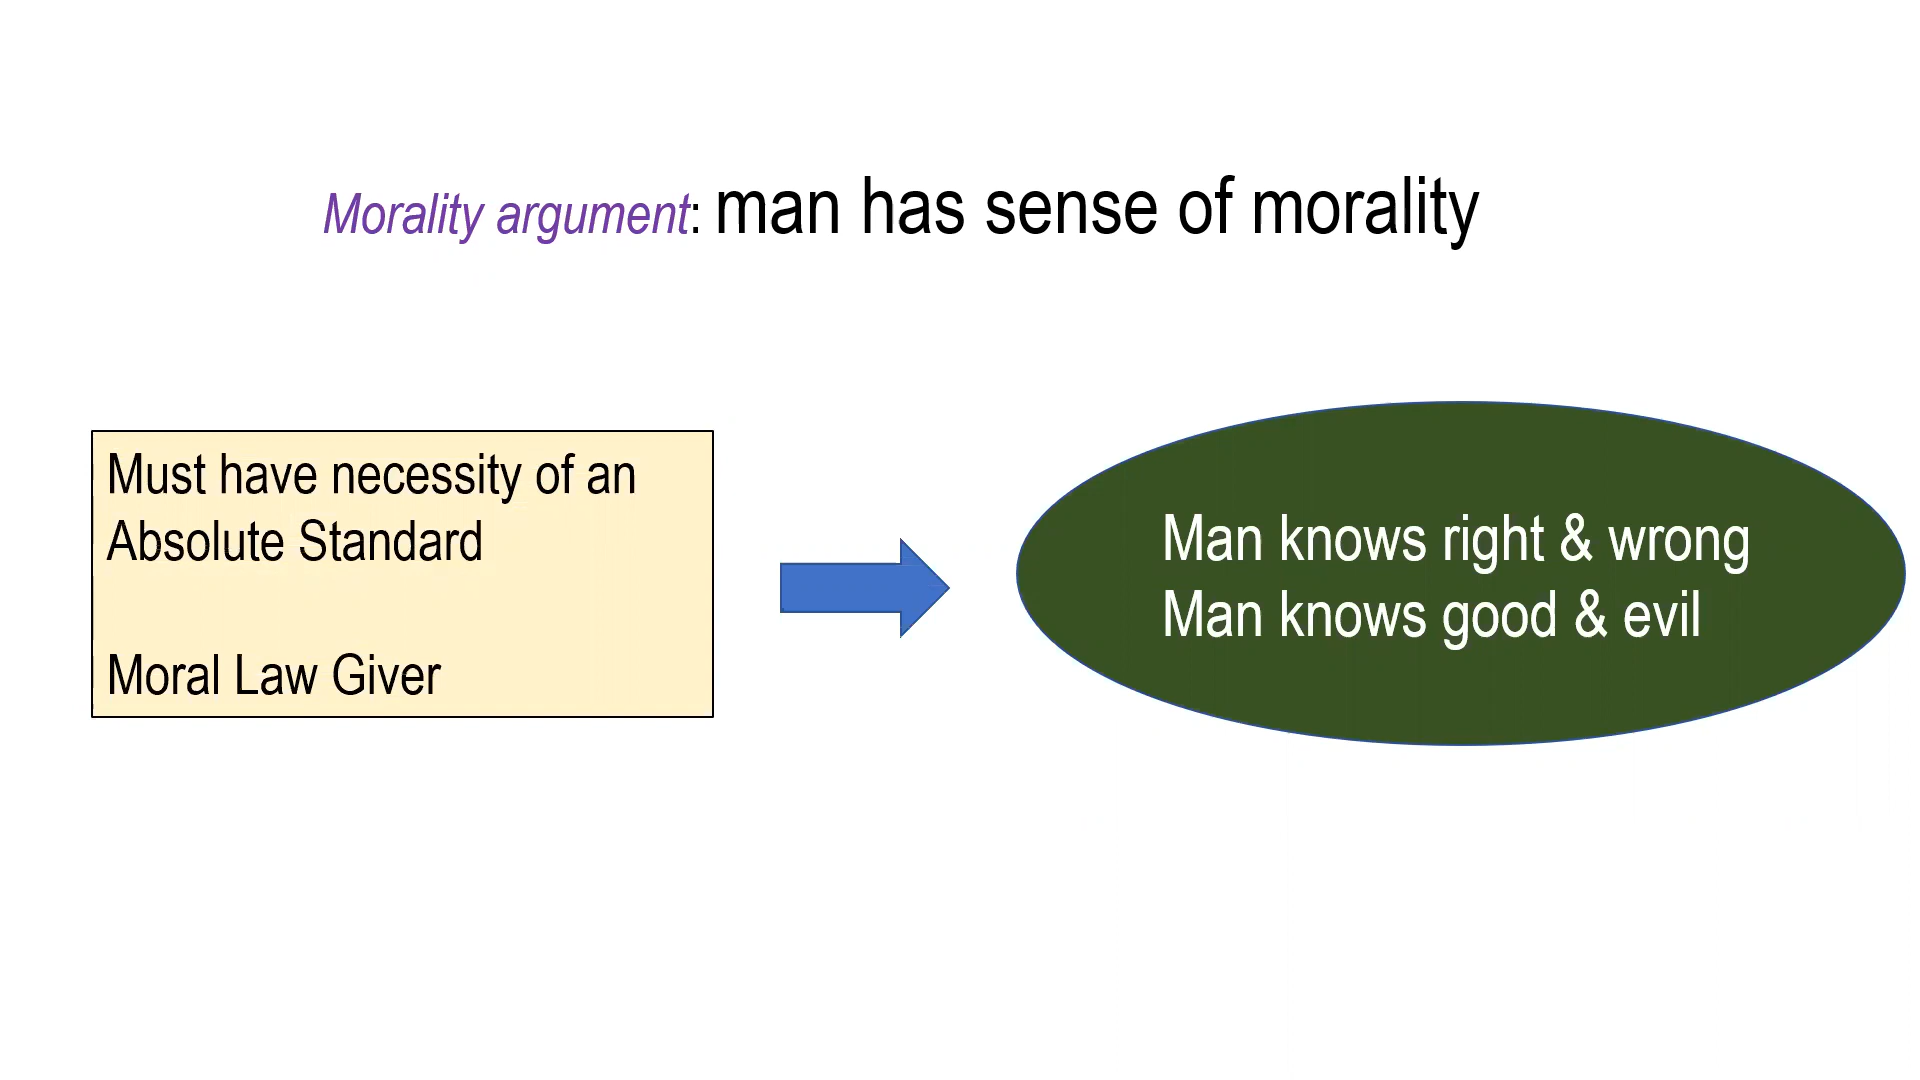 Morality argument: man has sense of morality
Must have necessity of an
Absolute Standard
Moral Law Giver
Man knows right & wrong
Man knows good & evil